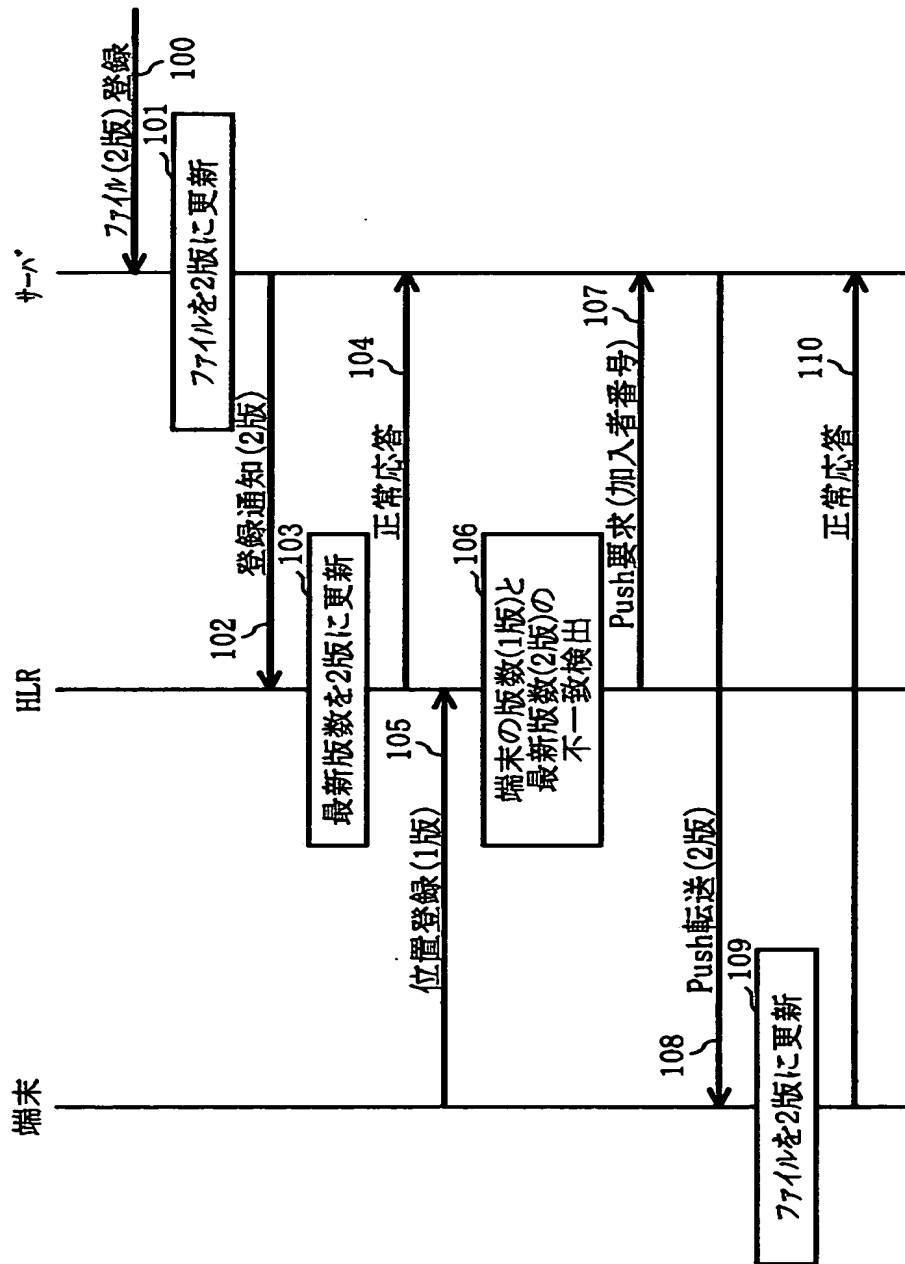 端末
HLR
サーバ
ファイル(2版)登録
100
101
ファイルを2版に更新
登録通知(2版)
102
103
最新版数を2版に更新
正常応答
104
位置登録(1版)
105
106
端末の版数(1版)と
最新版数(2版)の
不一致検出
Push要求(加入者番号)
107
Push転送(2版)
108
109
ファイルを2版に更新
正常応答
110